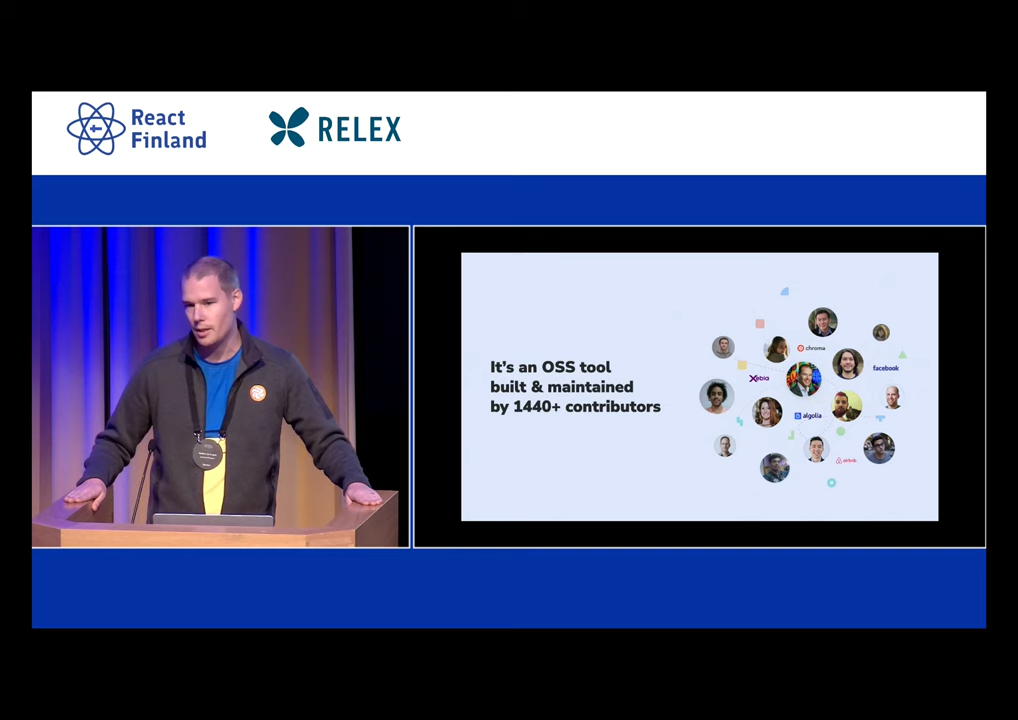 React
Finland
RELEX
It's an OSS tool
built & maintained
by 1440+ contributors
chroma
facebook
Xebia
algolia
airbnb